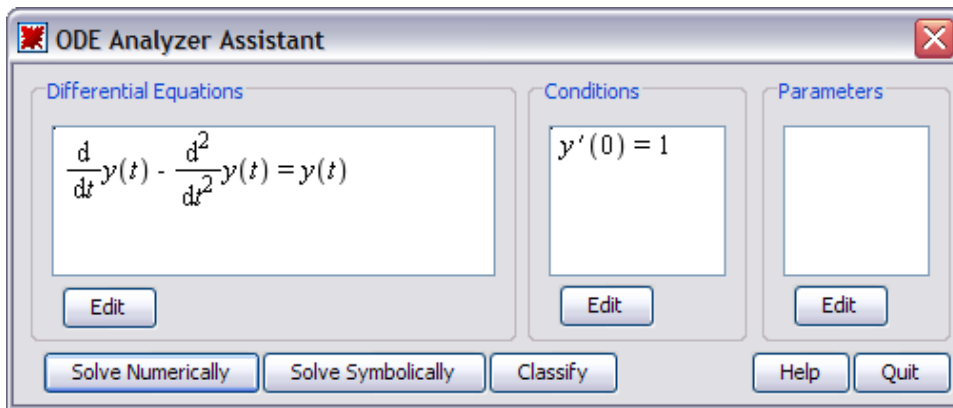 ODE Analyzer Assistant
Differential Equations
d/dt y(t) - d²/dt² y(t) = y(t)
Edit
Conditions
y′(0) = 1
Edit
Parameters
Edit
Solve Numerically
Solve Symbolically
Classify
Help
Quit